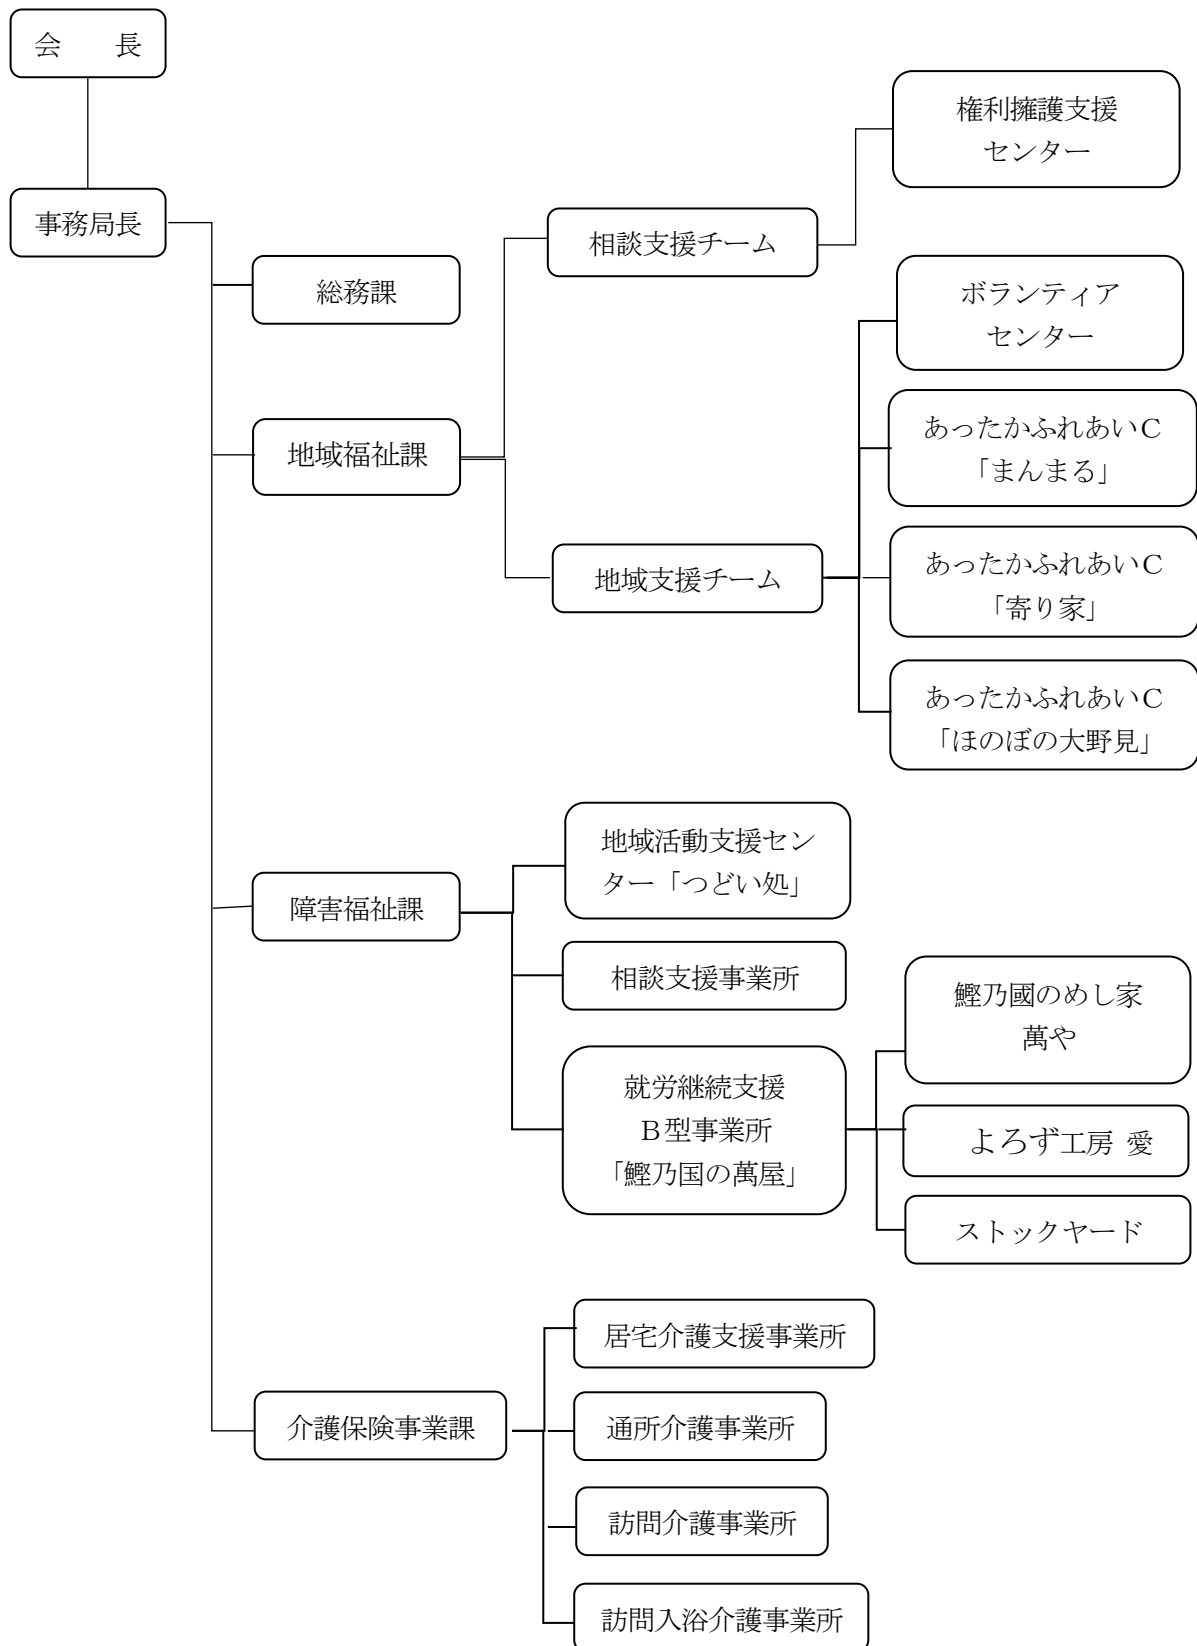 会　　長
事務局長
総務課
地域福祉課
相談支援チーム
権利擁護支援
センター
地域支援チーム
ボランティア
センター
あったかふれあいＣ
「まんまる」
あったかふれあいＣ
「寄り家」
あったかふれあいＣ
「ほのぼの大野見」
障害福祉課
地域活動支援セン
ター「つどい処」
相談支援事業所
就労継続支援
Ｂ型事業所
「鰹乃国の萬屋」
鰹乃國のめし家
萬や
よろず工房 愛
ストックヤード
介護保険事業課
居宅介護支援事業所
通所介護事業所
訪問介護事業所
訪問入浴介護事業所